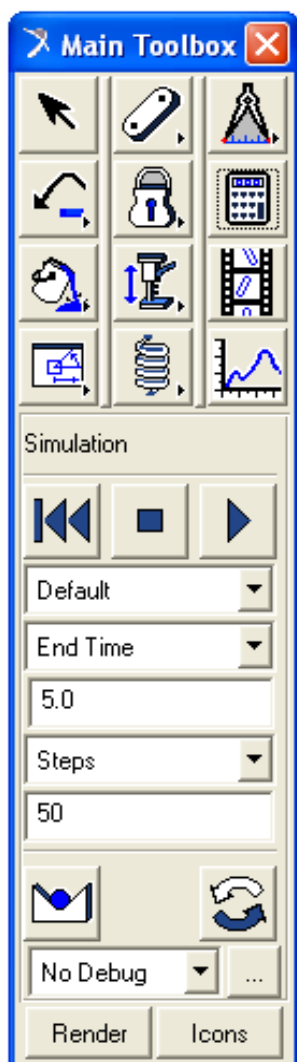 Main Toolbox
Simulation
Default
End Time
5.0
Steps
50
No Debug ...
Render Icons